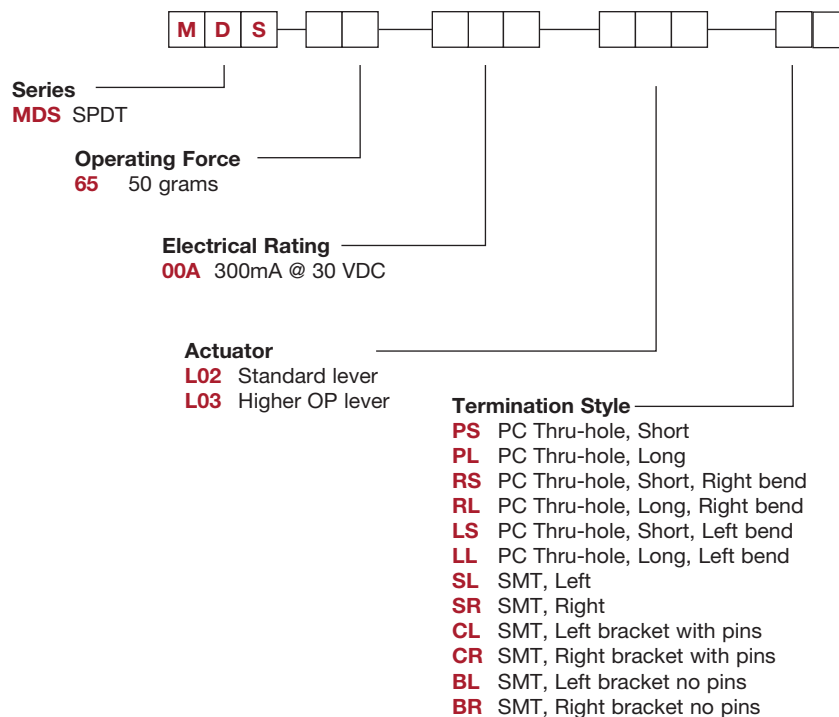 M D S
Series
MDS SPDT
Operating Force
65 50 grams
Electrical Rating
00A 300mA @ 30 VDC
Actuator
L02 Standard lever
L03 Higher OP lever
Termination Style
PS PC Thru-hole, Short
PL PC Thru-hole, Long
RS PC Thru-hole, Short, Right bend
RL PC Thru-hole, Long, Right bend
LS PC Thru-hole, Short, Left bend
LL PC Thru-hole, Long, Left bend
SL SMT, Left
SR SMT, Right
CL SMT, Left bracket with pins
CR SMT, Right bracket with pins
BL SMT, Left bracket no pins
BR SMT, Right bracket no pins